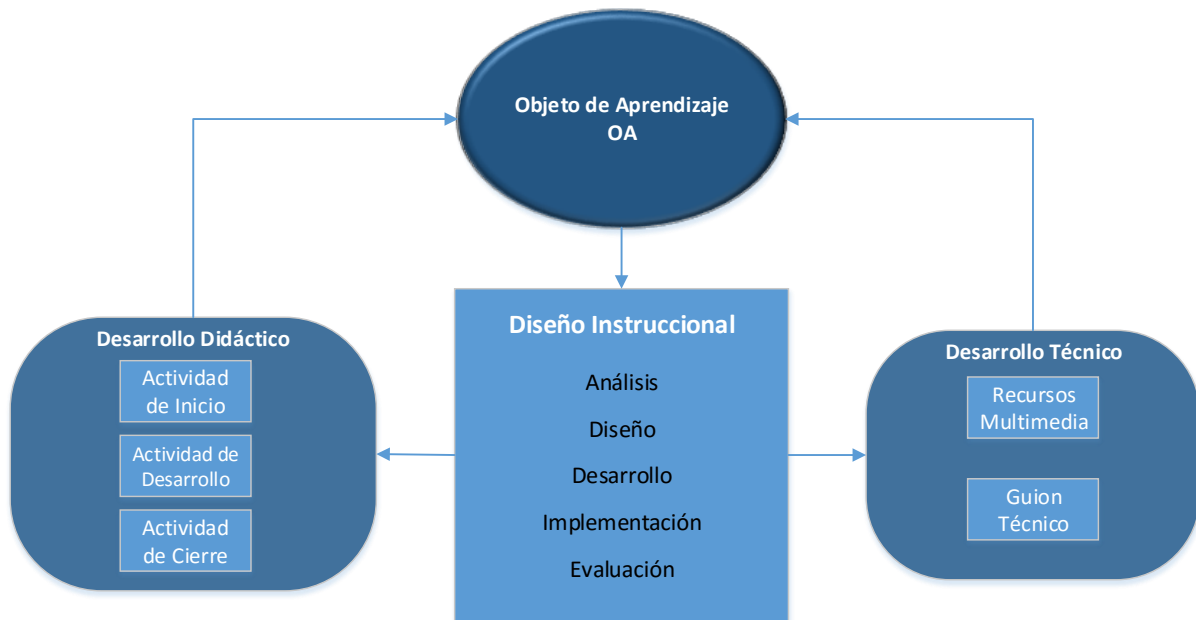 Objeto de Aprendizaje
OA
Desarrollo Didáctico
Actividad
de Inicio
Actividad de
Desarrollo
Actividad
de Cierre
Diseño Instruccional
Análisis
Diseño
Desarrollo
Implementación
Evaluación
Desarrollo Técnico
Recursos
Multimedia
Guion
Técnico